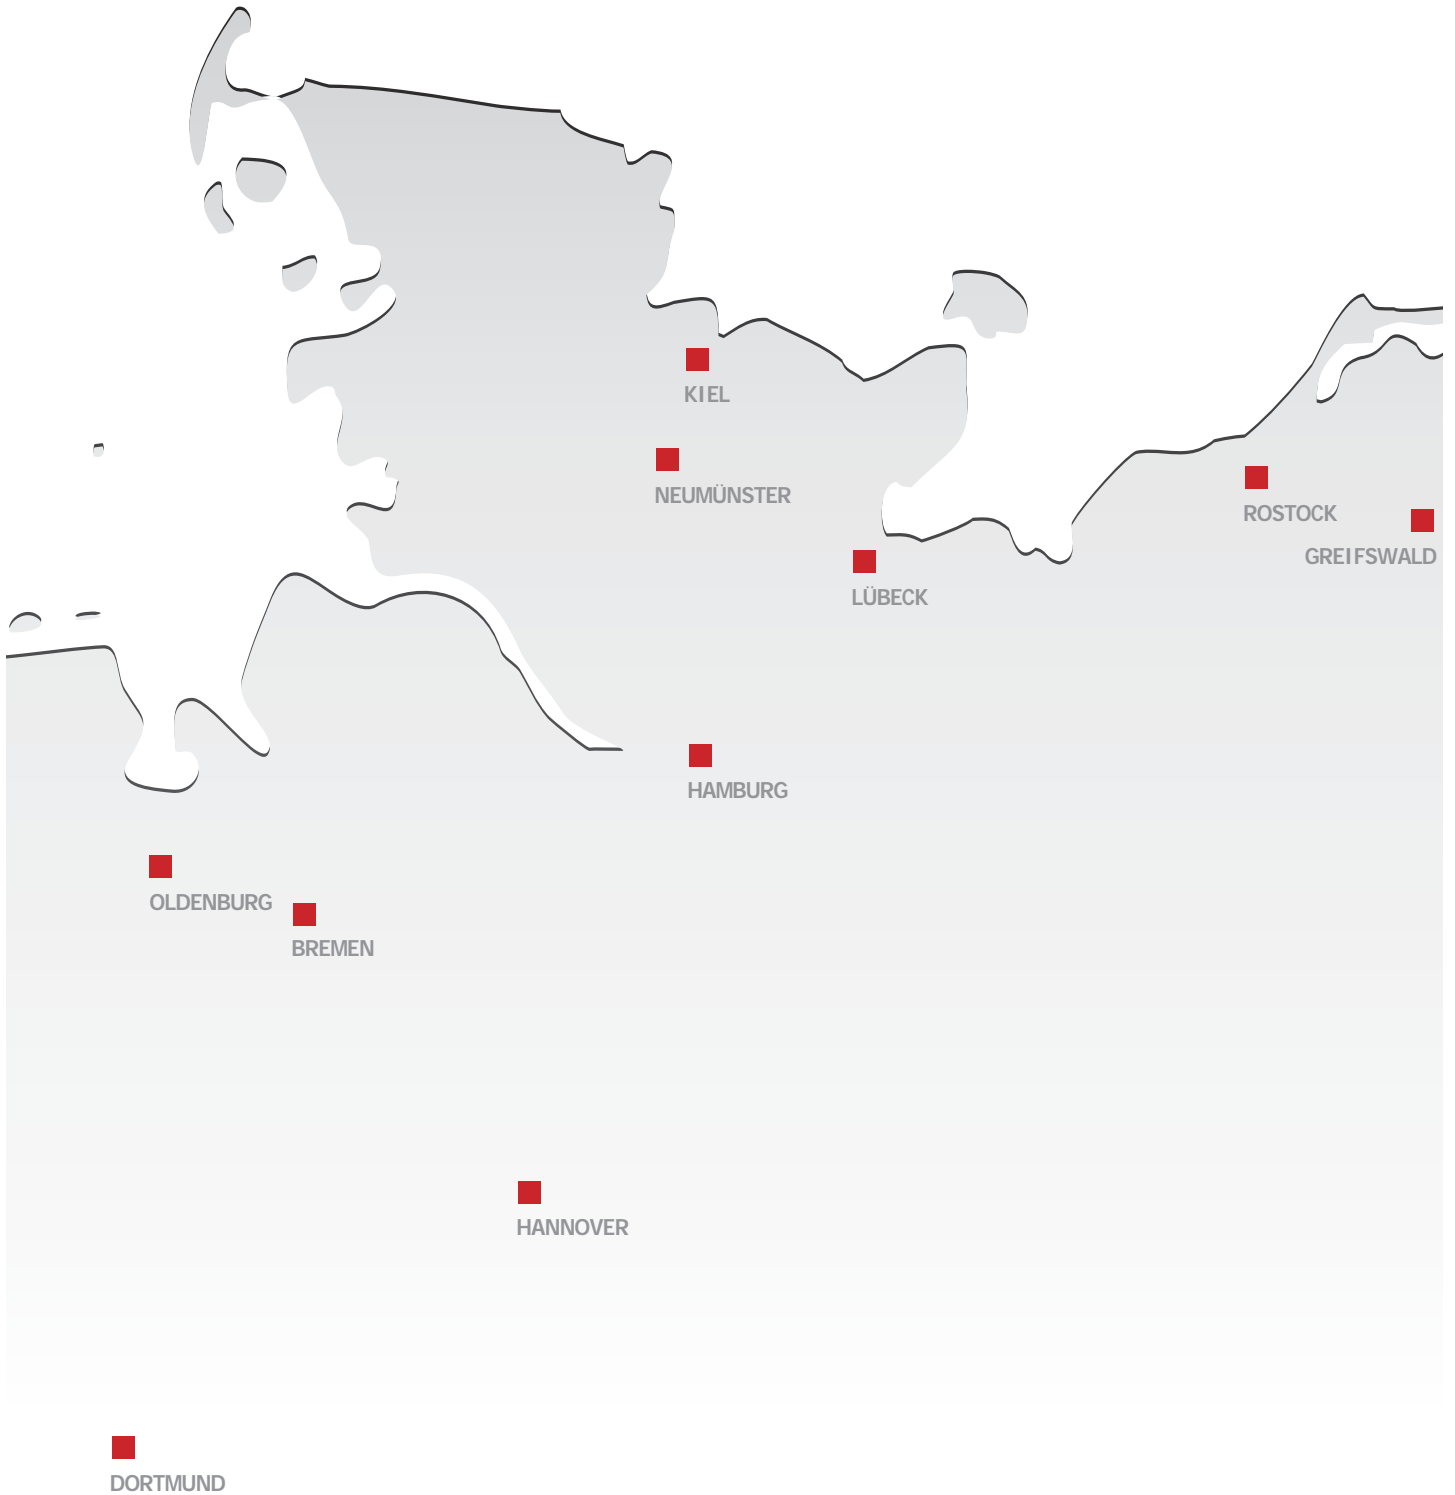 KIEL
NEUMÜNSTER
ROSTOCK
GREIFSWALD
LÜBECK
HAMBURG
OLDENBURG
BREMEN
HANNOVER
DORTMUND